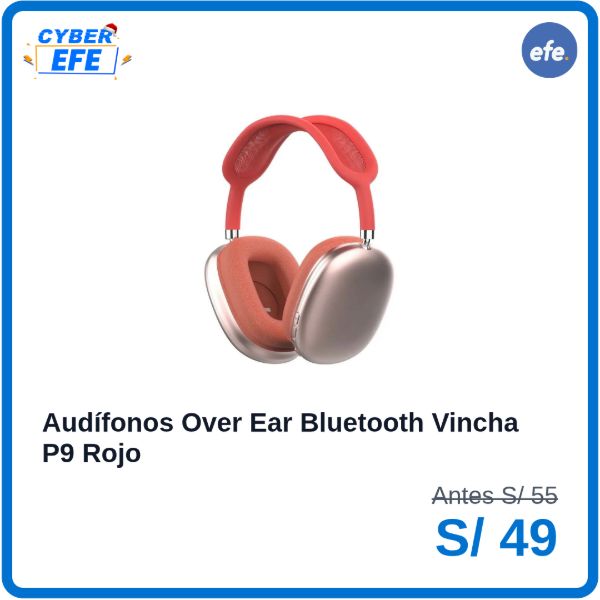 CYBER
EFE
efe.
Audífonos Over Ear Bluetooth Vincha
P9 Rojo
Antes S/ 55
S/ 49